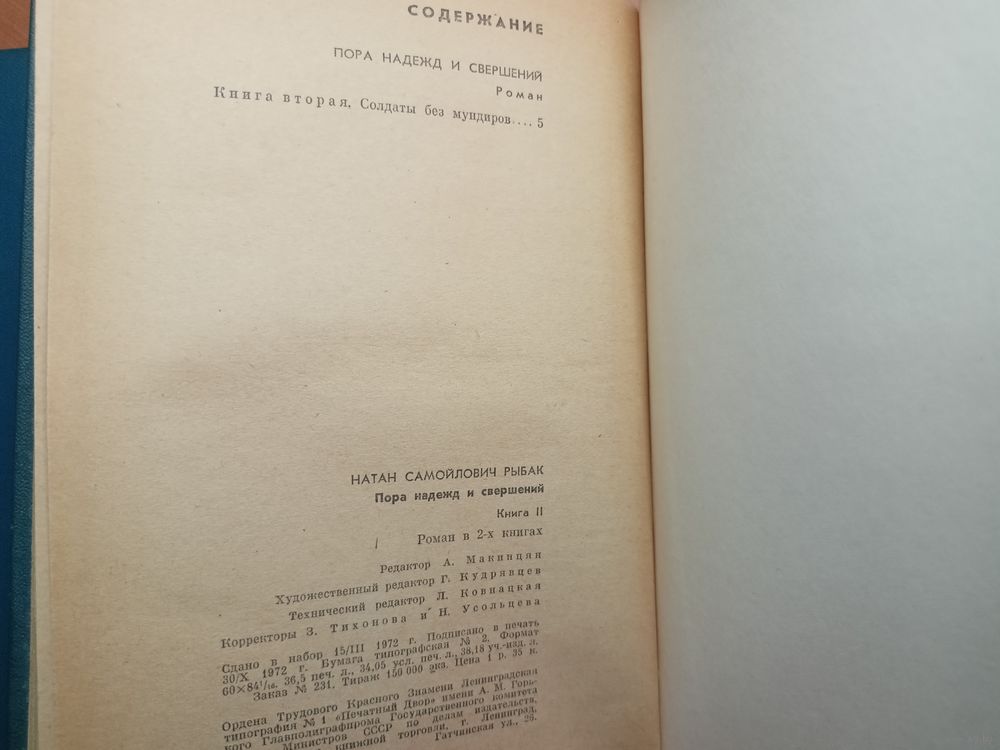 СОДЕРЖАНИЕ
ПОРА НАДЕЖД И СВЕРШЕНИЙ
Роман
Книга вторая. Солдаты без мундиров.... 5
НАТАН САМОЙЛОВИЧ РЫБАК
Пора надежд и свершений
Книга II
Роман в 2-х книгах
Редактор А. Макинцян
Художественный редактор Г. Кудрявцев
Технический редактор Л. Ковнацкая
Корректоры З. Тихонова и Н. Усольцева
Сдано в набор 15/III 1972 г. Подписано в печать
30/X 1972 г. Бумага типографская № 2. Формат
60×84¹/₁₆. 36,5 печ. л., 34,05 усл. печ. л., 38,18 уч.-изд. л.
Заказ № 231. Тираж 150 000 экз. Цена 1 р. 35 к.
Ордена Трудового Красного Знамени Ленинградская
типография № 1 «Печатный Двор» имени А. М. Горь-
кого Главполиграфпрома Государственного комитета
Министров СССР по делам издательств,
книжной торговли. г. Ленинград,
Гатчинская ул., 26.